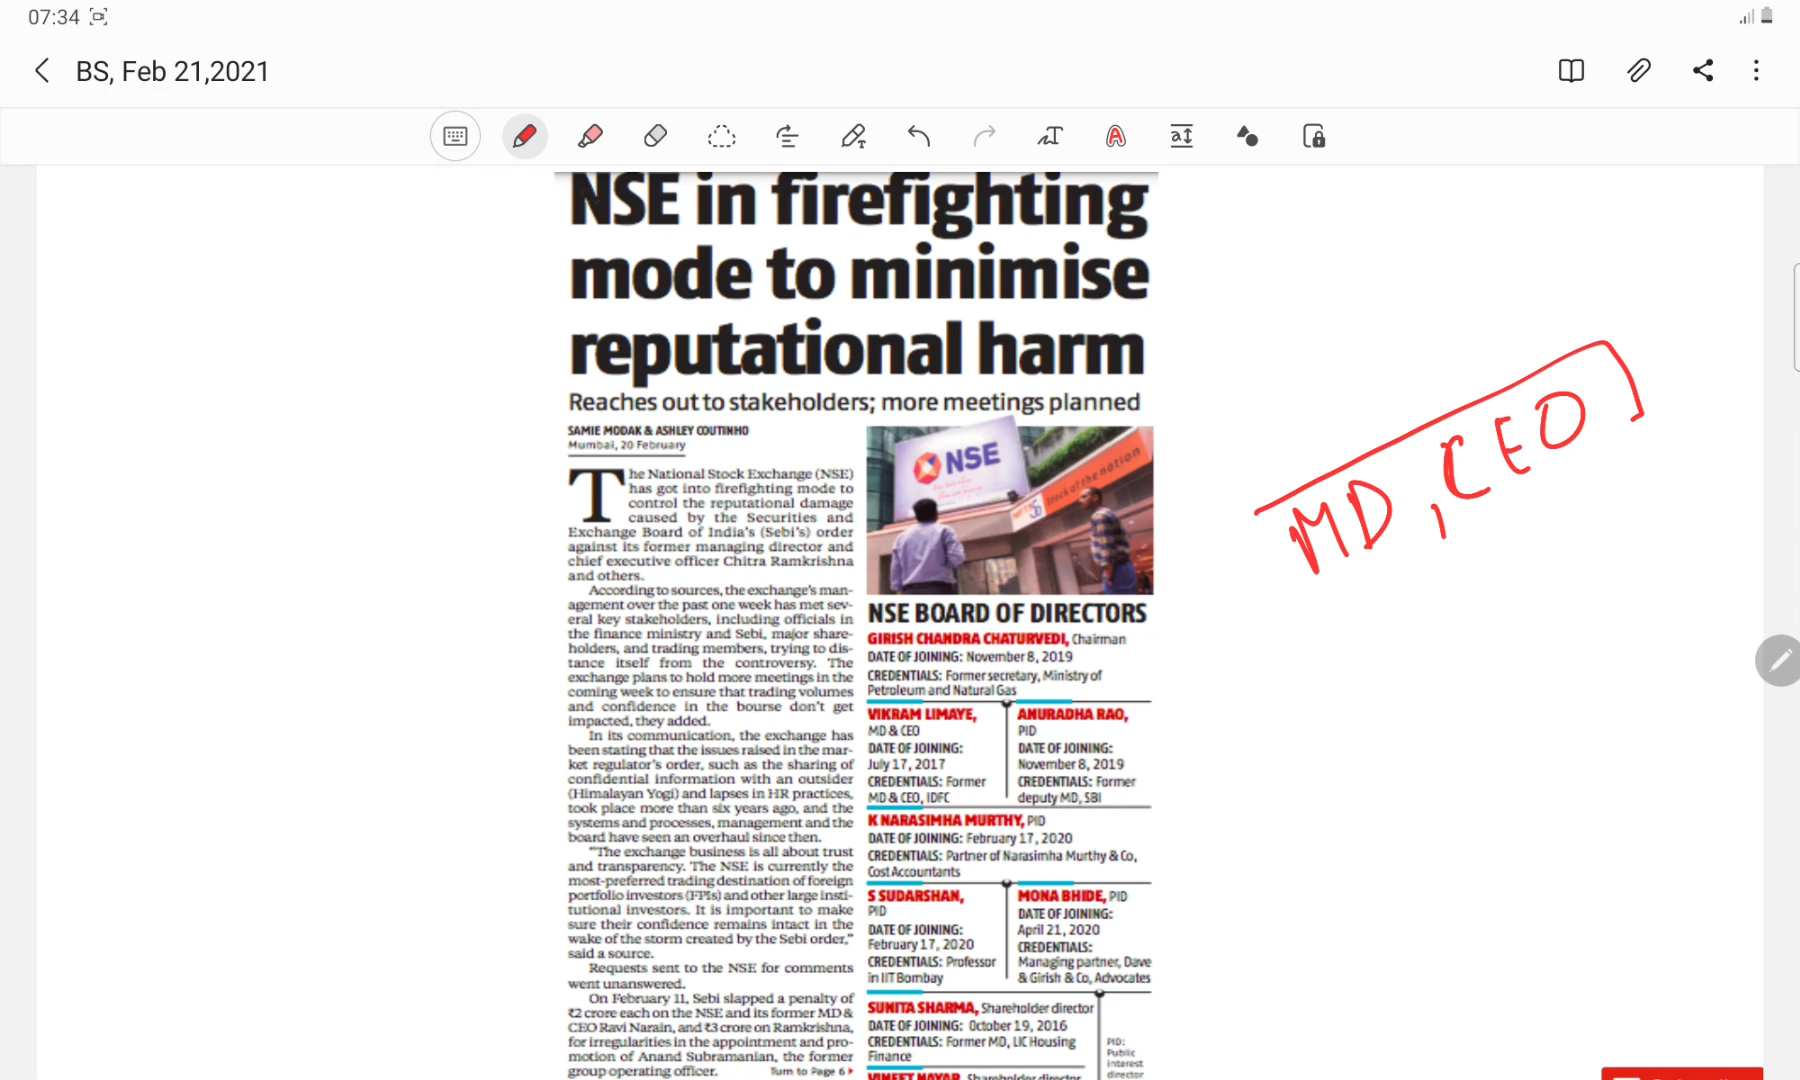 07:34
BS, Feb 21,2021
NSE in firefighting
mode to minimise
reputational harm
Reaches out to stakeholders; more meetings planned
SAMIE MODAK & ASHLEY COUTINHO
Mumbai, 20 February
The National Stock Exchange (NSE)
has got into firefighting mode to
control the reputational damage
caused by the Securities and
Exchange Board of India's (Sebi's) order
against its former managing director and
chief executive officer Chitra Ramkrishna
and others.
According to sources, the exchange's man-
agement over the past one week has met sev-
eral key stakeholders, including officials in
the finance ministry and Sebi, major share-
holders, and trading members, trying to dis-
tance itself from the controversy. The
exchange plans to hold more meetings in the
coming week to ensure that trading volumes
and confidence in the bourse don't get
impacted, they added.
In its communication, the exchange has
been stating that the issues raised in the mar-
ket regulator's order, such as the sharing of
confidential information with an outsider
(Himalayan Yogi) and lapses in HR practices,
took place more than six years ago, and the
systems and processes, management and the
board have seen an overhaul since then.
"The exchange business is all about trust
and transparency. The NSE is currently the
most-preferred trading destination of foreign
portfolio investors (FPIs) and other large insti-
tutional investors. It is important to make
sure their confidence remains intact in the
wake of the storm created by the Sebi order,"
said a source.
Requests sent to the NSE for comments
went unanswered.
On February 11, Sebi slapped a penalty of
₹2 crore each on the NSE and its former MD &
CEO Ravi Narain, and ₹3 crore on Ramkrishna,
for irregularities in the appointment and pro-
motion of Anand Subramanian, the former
group operating officer. Turn to Page 6
NSE
Stock of the nation
NSE BOARD OF DIRECTORS
GIRISH CHANDRA CHATURVEDI, Chairman
DATE OF JOINING: November 8, 2019
CREDENTIALS: Former secretary, Ministry of
Petroleum and Natural Gas
VIKRAM LIMAYE,
MD & CEO
DATE OF JOINING:
July 17, 2017
CREDENTIALS: Former
MD & CEO, IDFC
ANURADHA RAO,
PID
DATE OF JOINING:
November 8, 2019
CREDENTIALS: Former
deputy MD, SBI
K NARASIMHA MURTHY, PID
DATE OF JOINING: February 17, 2020
CREDENTIALS: Partner of Narasimha Murthy & Co,
Cost Accountants
S SUDARSHAN,
PID
DATE OF JOINING:
February 17, 2020
CREDENTIALS: Professor
in IIT Bombay
MONA BHIDE, PID
DATE OF JOINING:
April 21, 2020
CREDENTIALS:
Managing partner, Dave
& Girish & Co, Advocates
SUNITA SHARMA, Shareholder director
DATE OF JOINING: October 19, 2016
CREDENTIALS: Former MD, LIC Housing
Finance
VINEET NAYAR, Shareholder director
PID:
Public
interest
director
MD, CEO